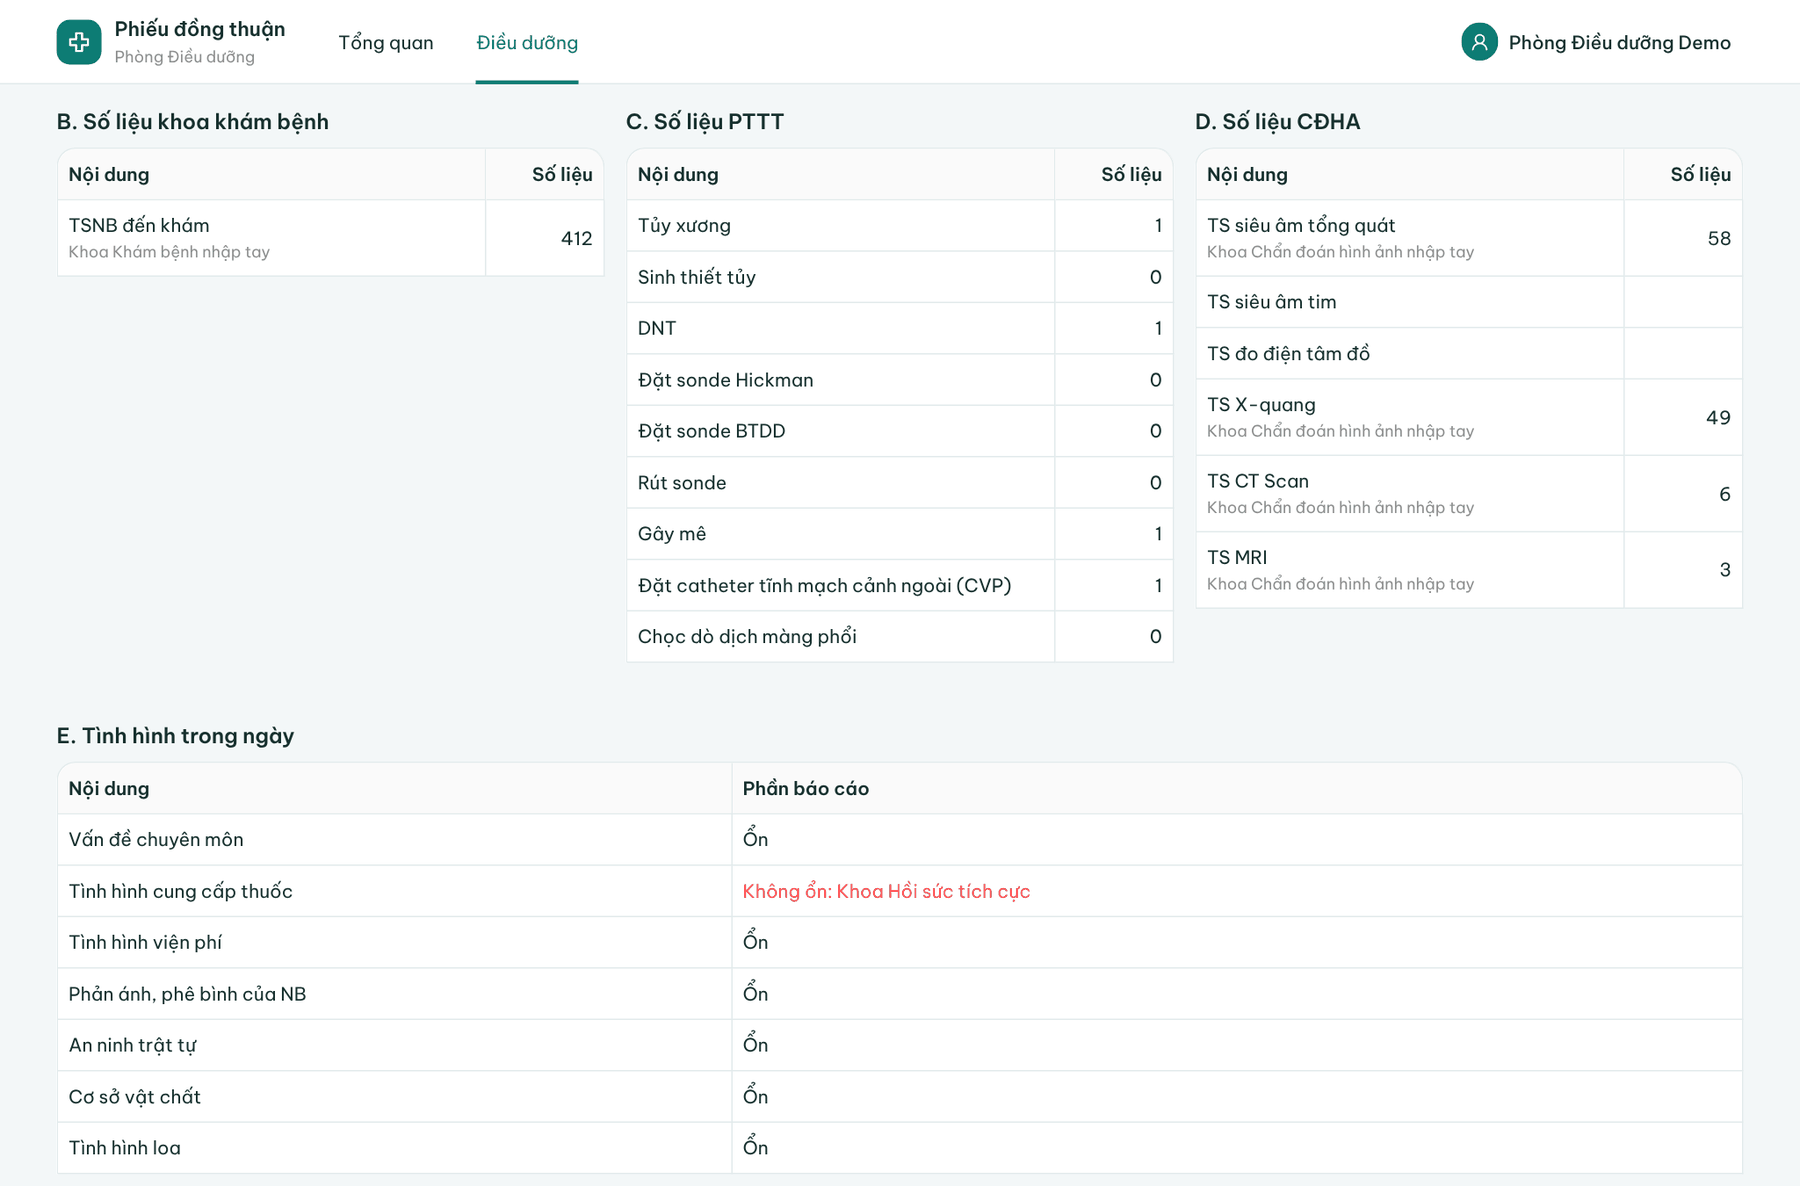 Phiếu đồng thuận
Phòng Điều dưỡng
Tổng quan
Điều dưỡng
Phòng Điều dưỡng Demo
B. Số liệu khoa khám bệnh
Nội dung Số liệu
TSNB đến khám
Khoa Khám bệnh nhập tay
412
C. Số liệu PTTT
Nội dung Số liệu
Tủy xương 1
Sinh thiết tủy 0
DNT 1
Đặt sonde Hickman 0
Đặt sonde BTDD 0
Rút sonde 0
Gây mê 1
Đặt catheter tĩnh mạch cảnh ngoài (CVP) 1
Chọc dò dịch màng phổi 0
D. Số liệu CĐHA
Nội dung Số liệu
TS siêu âm tổng quát
Khoa Chẩn đoán hình ảnh nhập tay
58
TS siêu âm tim
TS đo điện tâm đồ
TS X-quang
Khoa Chẩn đoán hình ảnh nhập tay
49
TS CT Scan
Khoa Chẩn đoán hình ảnh nhập tay
6
TS MRI
Khoa Chẩn đoán hình ảnh nhập tay
3
E. Tình hình trong ngày
Nội dung Phần báo cáo
Vấn đề chuyên môn Ổn
Tình hình cung cấp thuốc Không ổn: Khoa Hồi sức tích cực
Tình hình viện phí Ổn
Phản ánh, phê bình của NB Ổn
An ninh trật tự Ổn
Cơ sở vật chất Ổn
Tình hình loa Ổn